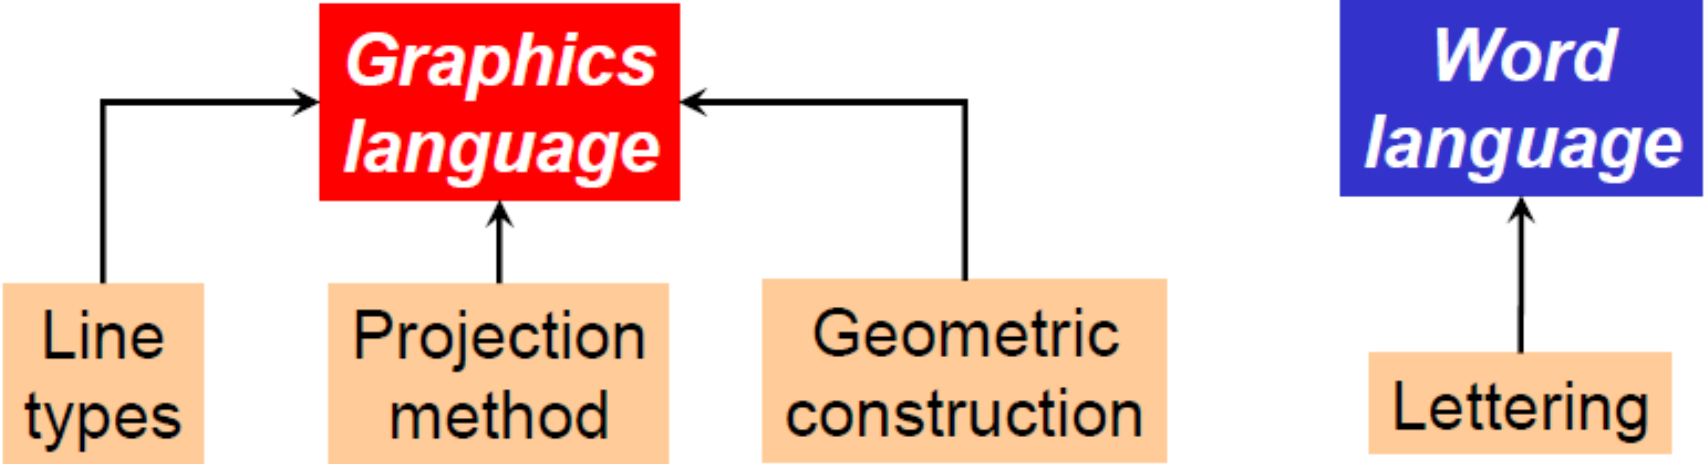 Graphics
language
Word
language
Line
types
Projection
method
Geometric
construction
Lettering